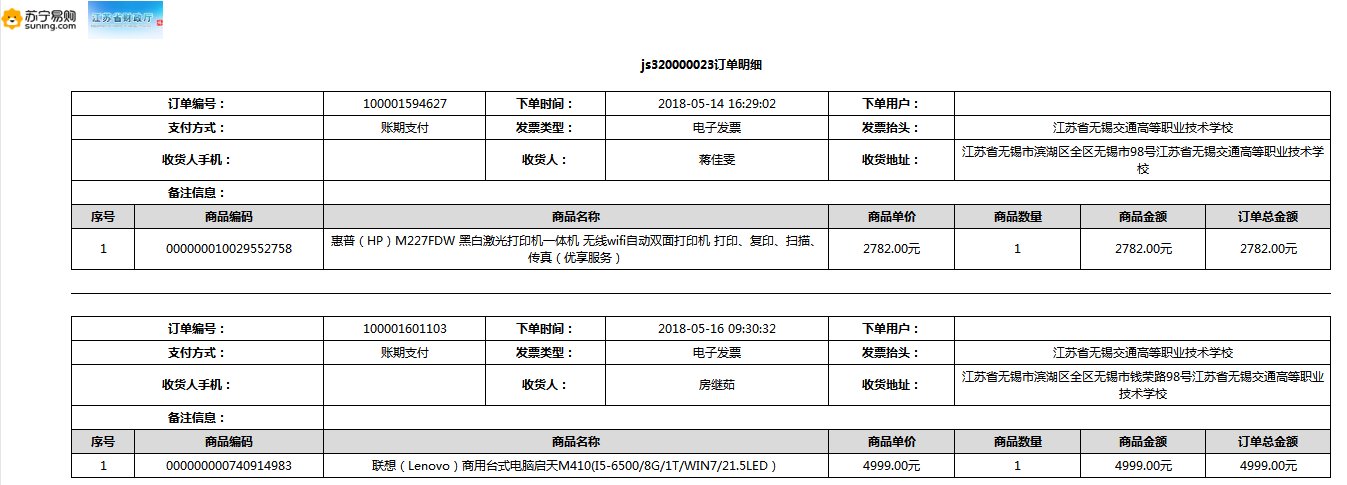 苏宁易购
suning.com
江苏省财政厅
js320000023订单明细
订单编号： 100001594627 下单时间： 2018-05-14 16:29:02 下单用户：
支付方式： 账期支付 发票类型： 电子发票 发票抬头： 江苏省无锡交通高等职业技术学校
收货人手机： 收货人： 蒋佳雯 收货地址： 江苏省无锡市滨湖区全区无锡市98号江苏省无锡交通高等职业技术学
校
备注信息：
序号 商品编码 商品名称 商品单价 商品数量 商品金额 订单总金额
1 000000010029552758 惠普（HP）M227FDW 黑白激光打印机一体机 无线wifi自动双面打印机 打印、复印、扫描、
传真（优享服务） 2782.00元 1 2782.00元 2782.00元
订单编号： 100001601103 下单时间： 2018-05-16 09:30:32 下单用户：
支付方式： 账期支付 发票类型： 电子发票 发票抬头： 江苏省无锡交通高等职业技术学校
收货人手机： 收货人： 房继茹 收货地址： 江苏省无锡市滨湖区全区无锡市钱荣路98号江苏省无锡交通高等职业
技术学校
备注信息：
序号 商品编码 商品名称 商品单价 商品数量 商品金额 订单总金额
1 000000000740914983 联想（Lenovo）商用台式电脑启天M410(I5-6500/8G/1T/WIN7/21.5LED ) 4999.00元 1 4999.00元 4999.00元